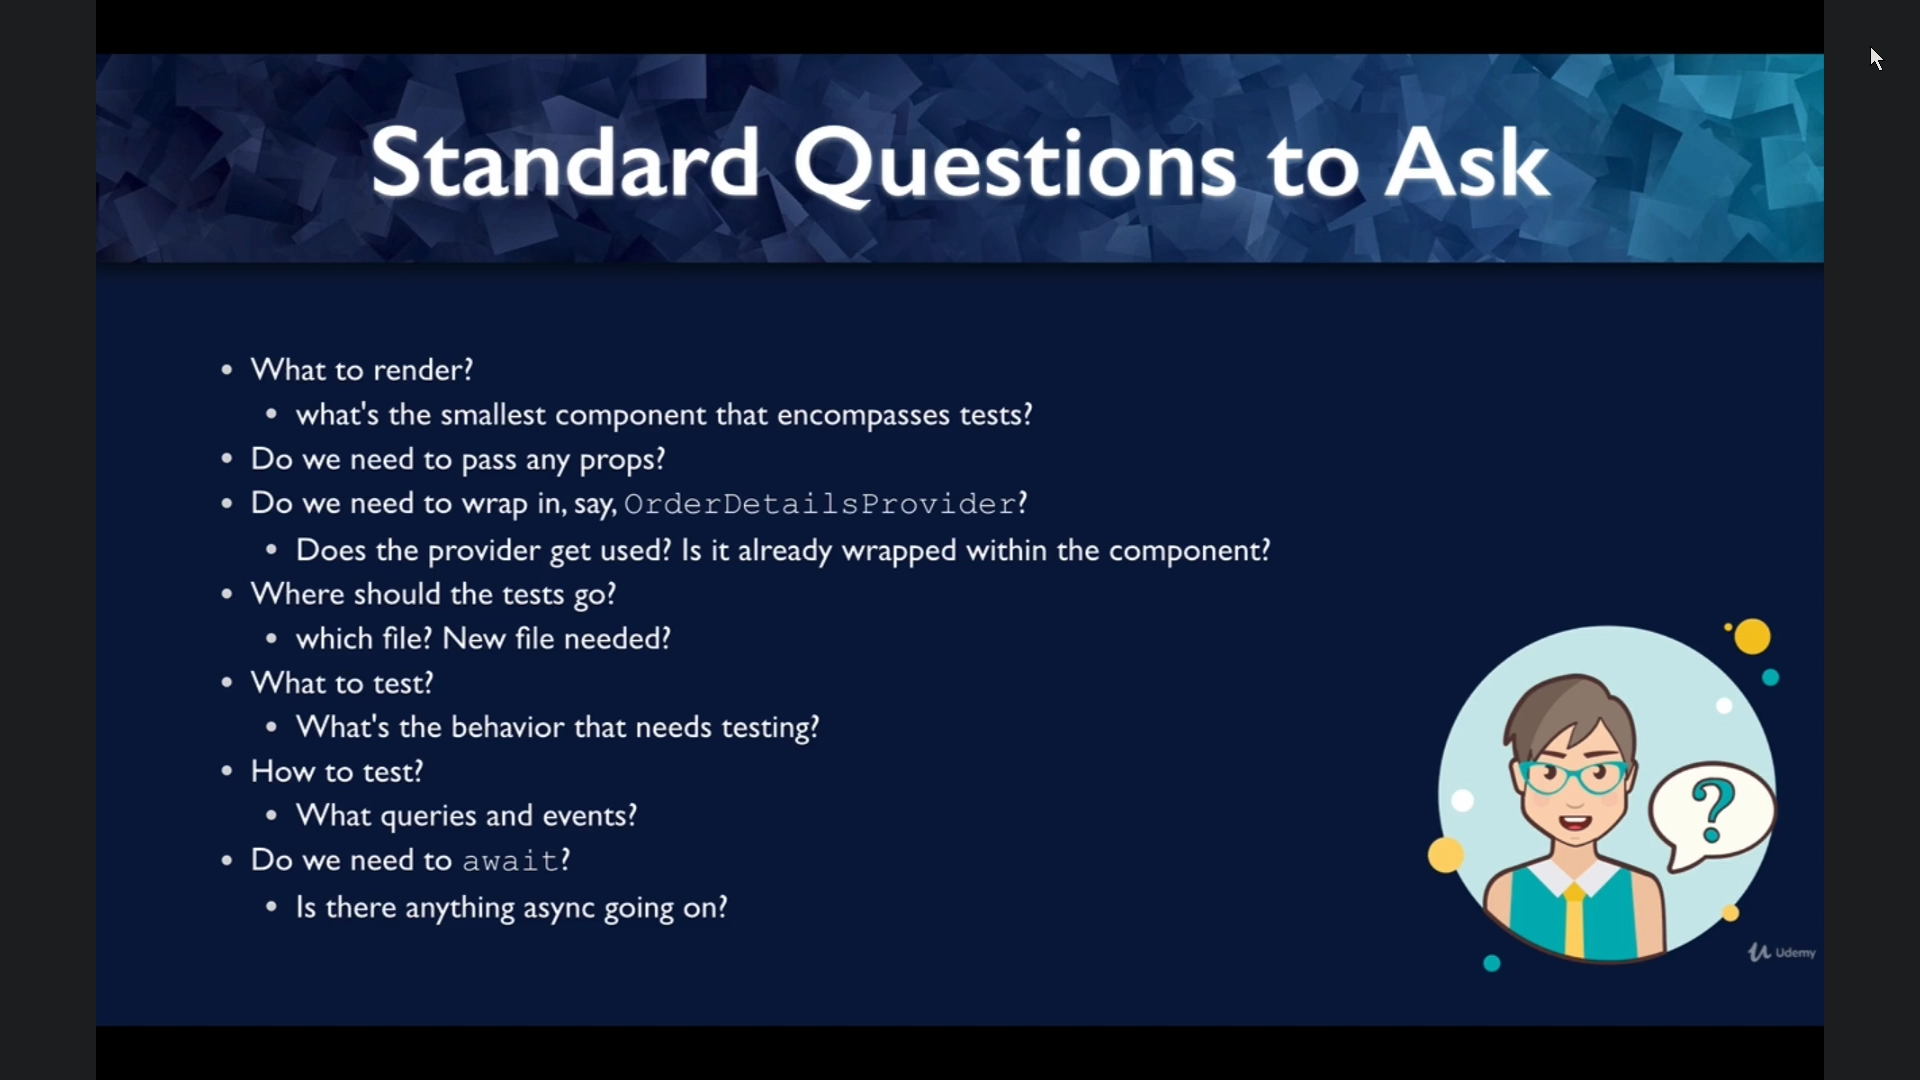 Standard Questions to Ask
• What to render?
• what's the smallest component that encompasses tests?
• Do we need to pass any props?
• Do we need to wrap in, say, OrderDetailsProvider?
• Does the provider get used? Is it already wrapped within the component?
• Where should the tests go?
• which file? New file needed?
• What to test?
• What's the behavior that needs testing?
• How to test?
• What queries and events?
• Do we need to await?
• Is there anything async going on?
?
Udemy